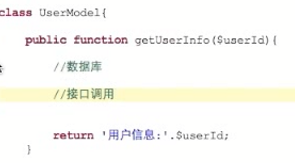 class UserModel{
public function getUserInfo($userId){
//数据库
//接口调用
return '用户信息:'.$userId;
}